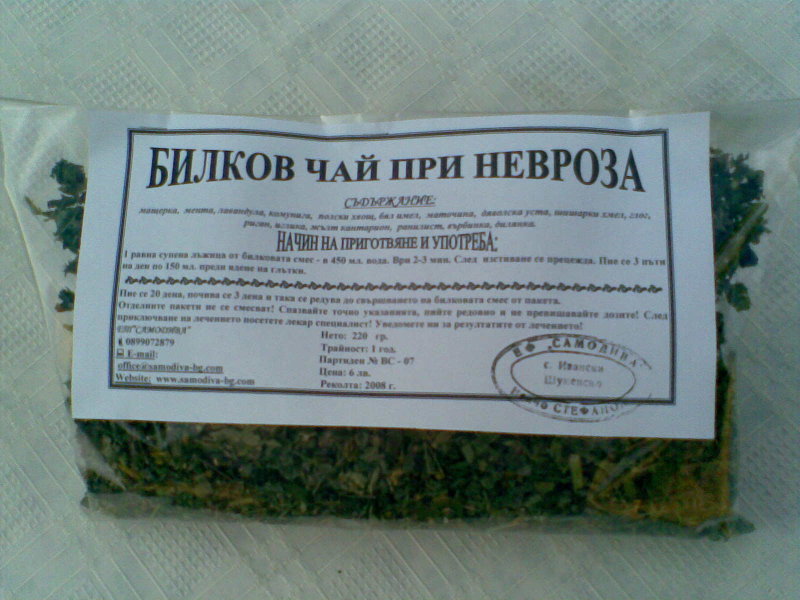 БИЛКОВ ЧАЙ ПРИ НЕВРОЗА
СЪДЪРЖАНИЕ:
мащерка, мента, лавандула, комунига, полски хвощ, бял имел, маточина, дяволска уста, шишарки хмел, глог,
риган, иглика, жълт кантарион, ранилист, върбинка, дилянка.
НАЧИН НА ПРИГОТВЯНЕ И УПОТРЕБА:
1 равна супена лъжица от билковата смес - в 450 мл. вода. Ври 2-3 мин. След изстиване се прецежда. Пие се 3 пъти
на ден по 150 мл. преди ядене на глътки.
Пие се 20 дена, почива се 3 дена и така се редува до свършването на билковата смес от пакета.
Отделните пакети не се смесват! Спазвайте точно указанията, пийте редовно и не превишавайте дозите! След
приключване на лечението посетете лекар специалист! Уведомете ни за резултатите от лечението!
ЕТ"САМОДИВА"
0899072879
E-mail:
office@samodiva-bg.com
Website: www.samodiva-bg.com
Нето: 220 гр.
Трайност: 1 год.
Партиден № ВС - 07
Цена: 6 лв.
Реколта: 2008 г.
"САМОДИВА"
с. Ивански
Шуменско